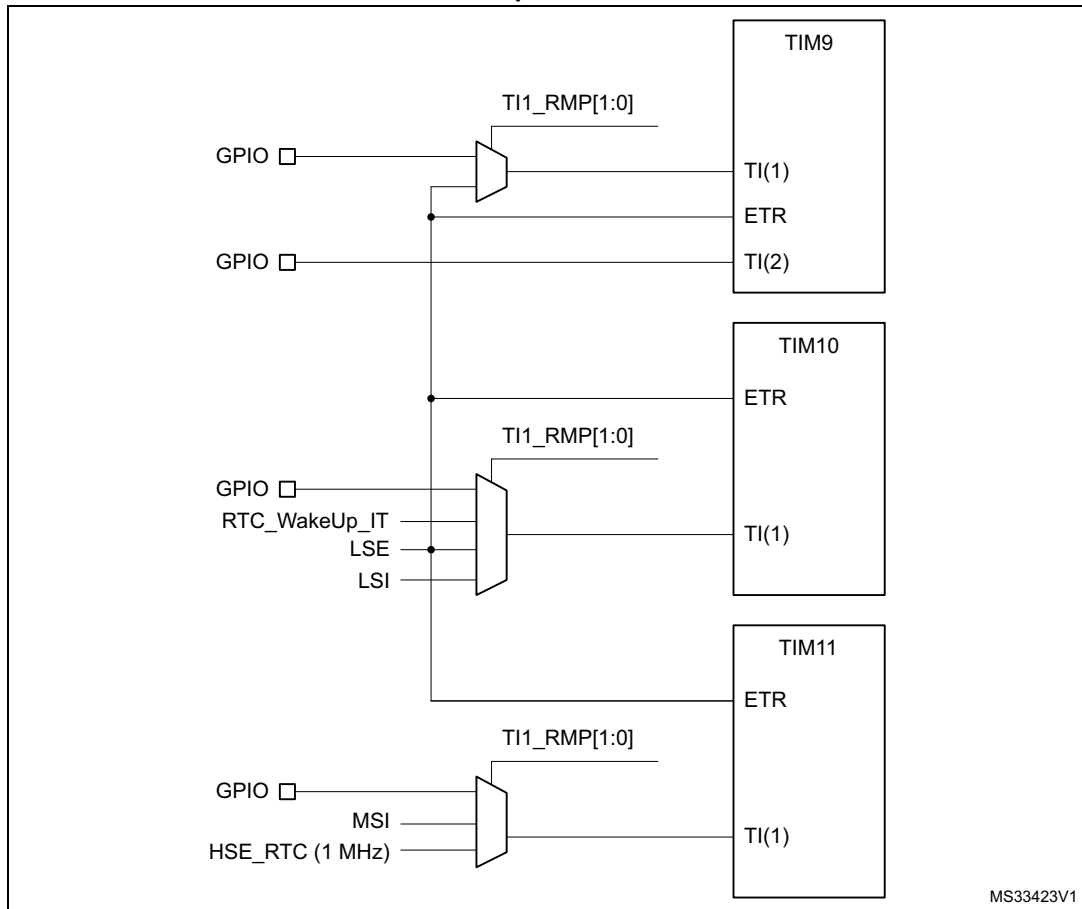 TIM9
TI1_RMP[1:0]
GPIO
TI(1)
ETR
GPIO
TI(2)
TIM10
ETR
TI1_RMP[1:0]
GPIO
RTC_WakeUp_IT
TI(1)
LSE
LSI
TIM11
ETR
TI1_RMP[1:0]
GPIO
MSI
TI(1)
HSE_RTC (1 MHz)
MS33423V1